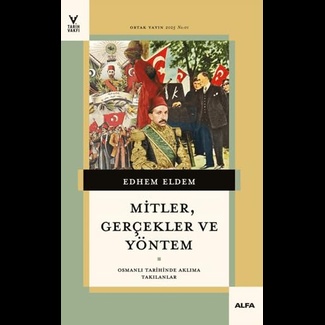 TARİH
VAKFI
ORTAK YAYIN 2025 No:01
EDHEM ELDEM
MİTLER,
GERÇEKLER VE
YÖNTEM
OSMANLI TARİHİNDE AKLIMA
TAKILANLAR
ALFA